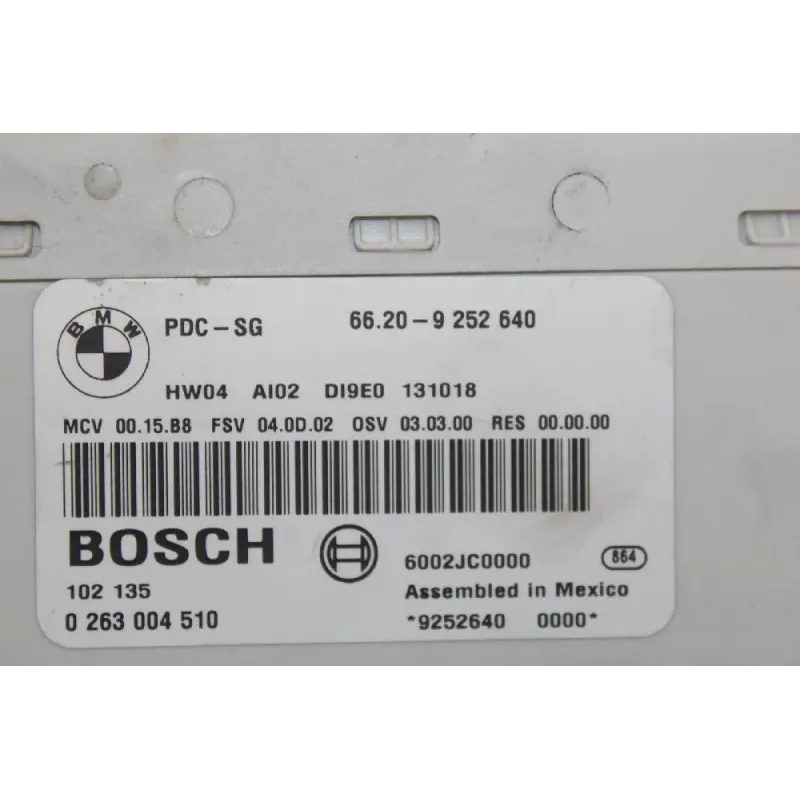 BMW PDC-SG 66.20-9 252 640
HW04 AI02 DI9E0 131018
MCV 00.15.B8 FSV 04.0D.02 OSV 03.03.00 RES 00.00.00
BOSCH
6002JC0000 864
102 135 Assembled in Mexico
0 263 004 510 *9252640 0000*